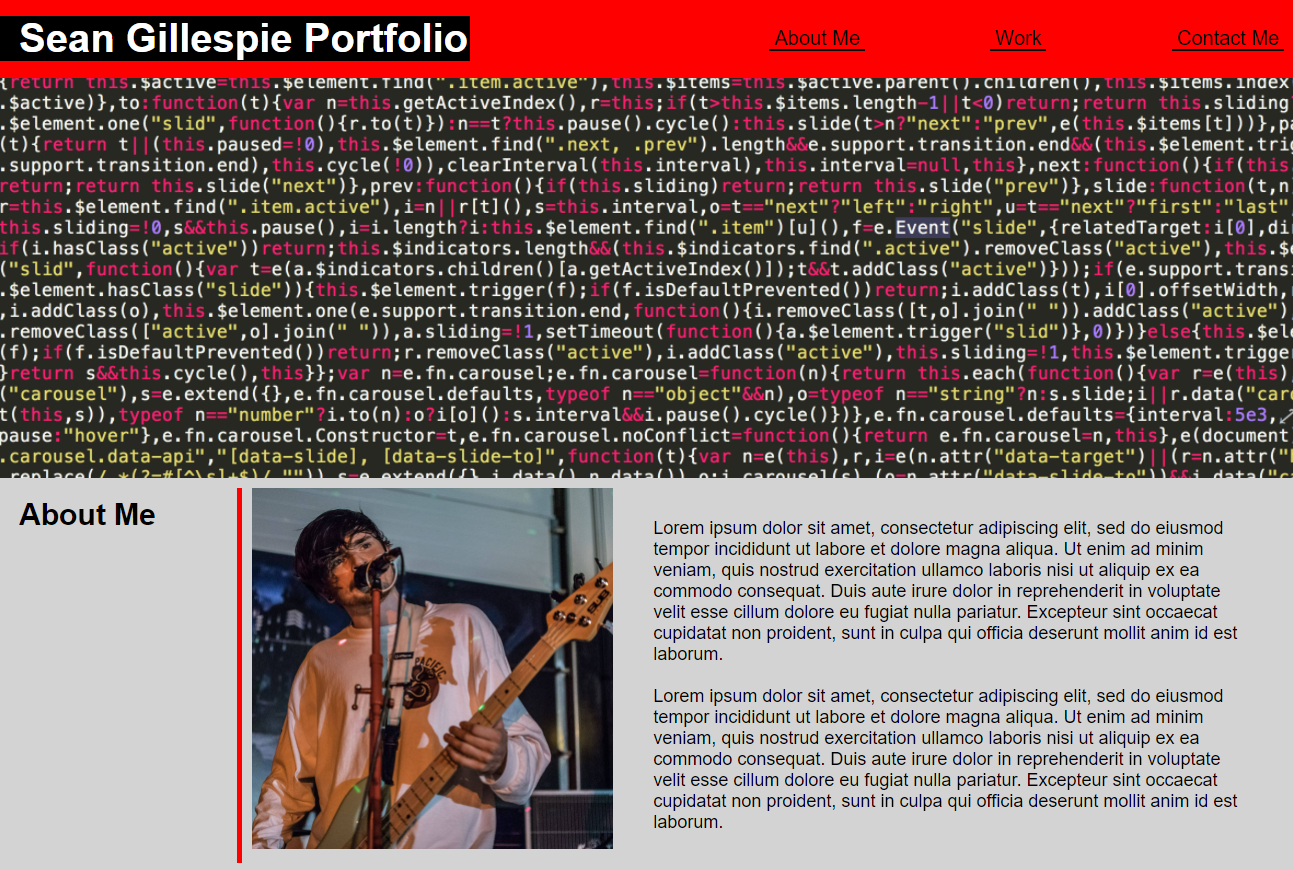 Sean Gillespie Portfolio
About Me
Work
Contact Me
{return this.$active=this.$element.find(".item.active"),this.$items=this.$active.parent().children(),this.$items.index
.$active)},to:function(t){var n=this.getActiveIndex(),r=this;if(t>this.$items.length-1||t<0)return;return this.sliding
.$element.one("slid",function(){r.to(t)}):n==t?this.pause().cycle():this.slide(t>n?"next":"prev",e(this.$items[t]))},pa
(t){return t||(this.paused=!0),this.$element.find(".next, .prev").length&&e.support.transition.end&&(this.$element.trig
.support.transition.end),this.cycle(!0)),clearInterval(this.interval),this.interval=null,this},next:function(){if(this
return;return this.slide("next")},prev:function(){if(this.sliding)return;return this.slide("prev")},slide:function(t,n)
r=this.$element.find(".item.active"),i=n||r[t](),s=this.interval,o=t=="next"?"left":"right",u=t=="next"?"first":"last"
this.sliding=!0,s&&this.pause(),i=i.length?i:this.$element.find(".item")[u](),f=e.Event("slide",{relatedTarget:i[0],dir
if(i.hasClass("active"))return;this.$indicators.length&&(this.$indicators.find(".active").removeClass("active"),this.$e
("slid",function(){var t=e(a.$indicators.children()[a.getActiveIndex()]);t&&t.addClass("active")}));if(e.support.trans
.$element.hasClass("slide")){this.$element.trigger(f);if(f.isDefaultPrevented())return;i.addClass(t),i[0].offsetWidth,
,i.addClass(o),this.$element.one(e.support.transition.end,function(){i.removeClass([t,o].join(" ")).addClass("active")
.removeClass(["active",o].join(" ")),a.sliding=!1,setTimeout(function(){a.$element.trigger("slid")},0)})}else{this.$ele
(f);if(f.isDefaultPrevented())return;r.removeClass("active"),i.addClass("active"),this.sliding=!1,this.$element.trigger
}return s&&this.cycle(),this}};var n=e.fn.carousel;e.fn.carousel=function(n){return this.each(function(){var r=e(this)
("carousel"),s=e.extend({},e.fn.carousel.defaults,typeof n=="object"&&n),o=typeof n=="string"?n:s.slide;i||r.data("caro
t(this,s)),typeof n=="number"?i.to(n):o?i[o]():s.interval&&i.pause().cycle()})},e.fn.carousel.defaults={interval:5e3,
pause:"hover"},e.fn.carousel.Constructor=t,e.fn.carousel.noConflict=function(){return e.fn.carousel=n,this},e(document)
.carousel.data-api","[data-slide], [data-slide-to]",function(t){var n=e(this),r,i=e(n.attr("data-target")||(r=n.attr("h
About Me
PACIFIC
SUB
Lorem ipsum dolor sit amet, consectetur adipiscing elit, sed do eiusmod
tempor incididunt ut labore et dolore magna aliqua. Ut enim ad minim
veniam, quis nostrud exercitation ullamco laboris nisi ut aliquip ex ea
commodo consequat. Duis aute irure dolor in reprehenderit in voluptate
velit esse cillum dolore eu fugiat nulla pariatur. Excepteur sint occaecat
cupidatat non proident, sunt in culpa qui officia deserunt mollit anim id est
laborum.
Lorem ipsum dolor sit amet, consectetur adipiscing elit, sed do eiusmod
tempor incididunt ut labore et dolore magna aliqua. Ut enim ad minim
veniam, quis nostrud exercitation ullamco laboris nisi ut aliquip ex ea
commodo consequat. Duis aute irure dolor in reprehenderit in voluptate
velit esse cillum dolore eu fugiat nulla pariatur. Excepteur sint occaecat
cupidatat non proident, sunt in culpa qui officia deserunt mollit anim id est
laborum.